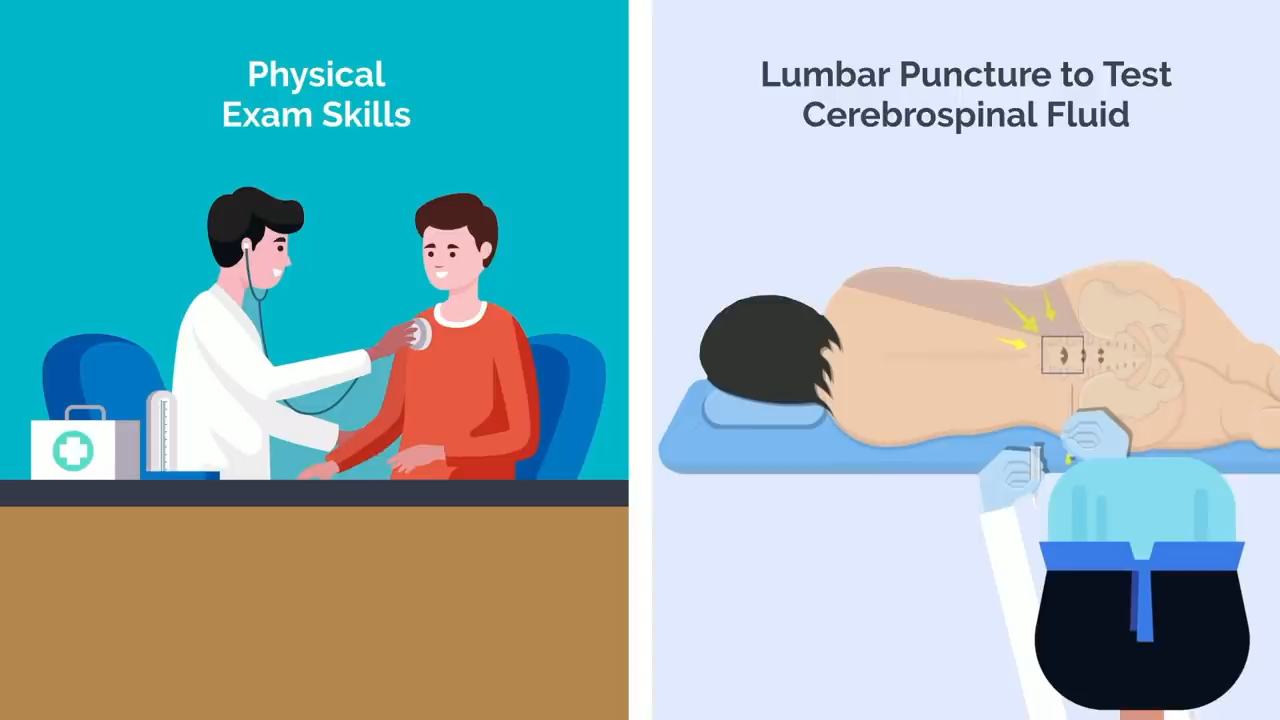 Physical
Exam Skills
Lumbar Puncture to Test
Cerebrospinal Fluid